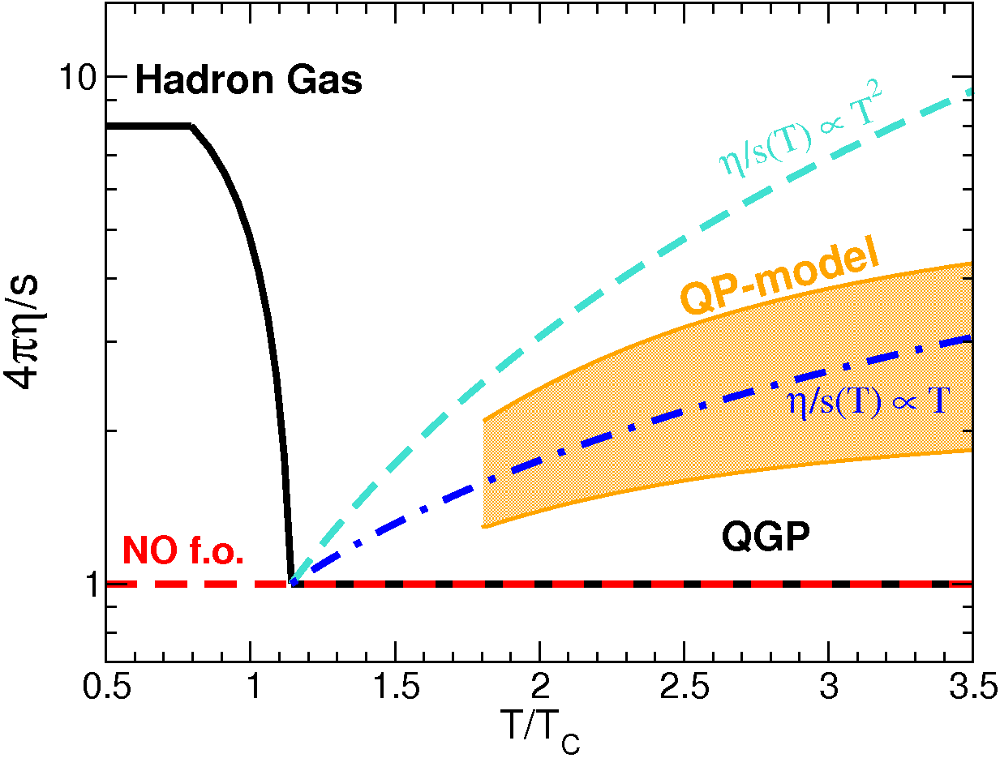 10
Hadron Gas
η/s(T) ∝ T²
QP-model
4πη/s
η/s(T) ∝ T
QGP
NO f.o.
1
0.5 1 1.5 2 2.5 3 3.5
T/T_C